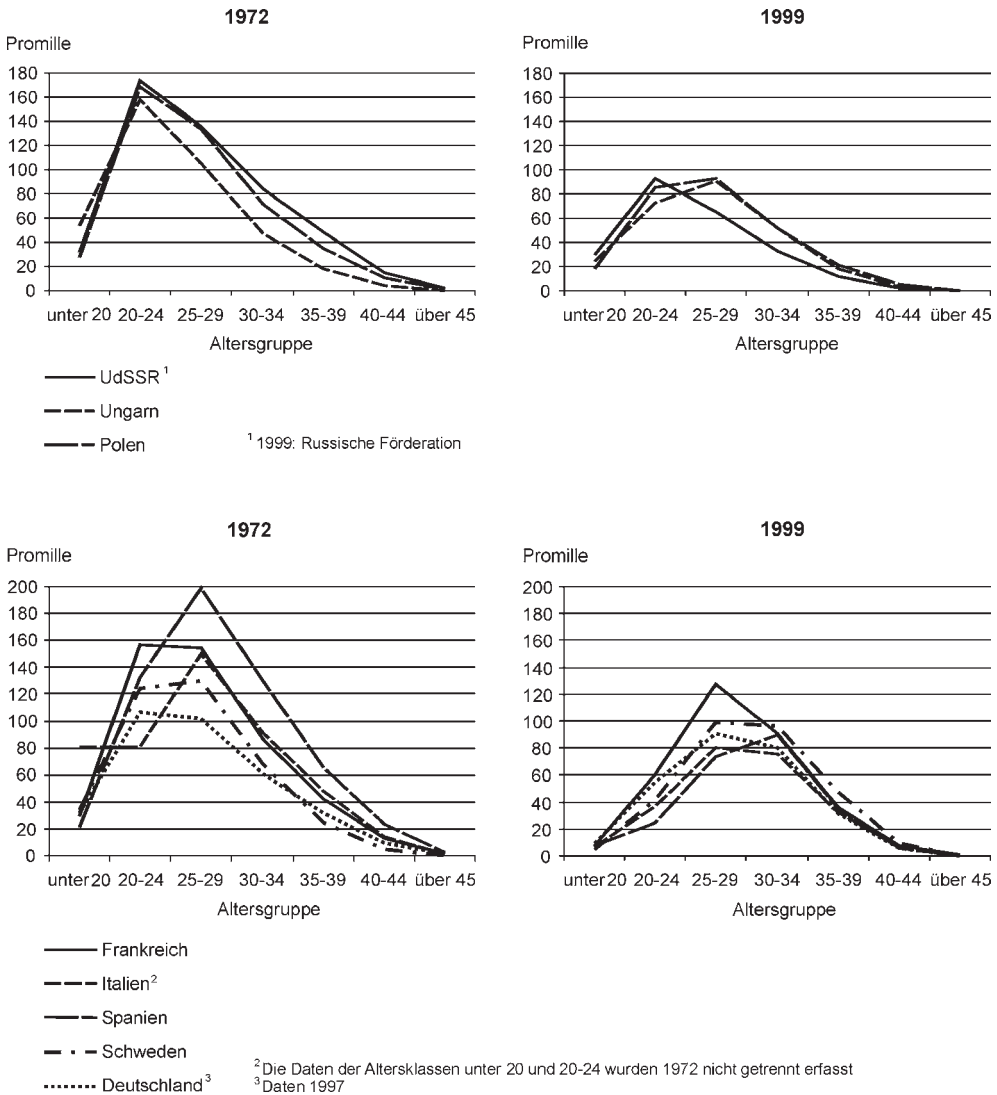 1972
Promille
180
160
140
120
100
80
60
40
20
0
unter 20 20-24 25-29 30-34 35-39 40-44 über 45
Altersgruppe
1999
Promille
180
160
140
120
100
80
60
40
20
0
unter 20 20-24 25-29 30-34 35-39 40-44 über 45
Altersgruppe
UdSSR¹
Ungarn
Polen
¹ 1999: Russische Förderation
1972
Promille
200
180
160
140
120
100
80
60
40
20
0
unter 20 20-24 25-29 30-34 35-39 40-44 über 45
Altersgruppe
1999
Promille
200
180
160
140
120
100
80
60
40
20
0
unter 20 20-24 25-29 30-34 35-39 40-44 über 45
Altersgruppe
Frankreich
Italien²
Spanien
Schweden
Deutschland³
² Die Daten der Altersklassen unter 20 und 20-24 wurden 1972 nicht getrennt erfasst
³ Daten 1997